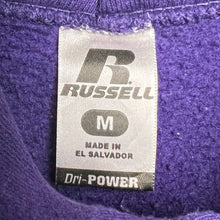 R
RUSSELL
M
MADE IN
EL SALVADOR
Dri-POWER